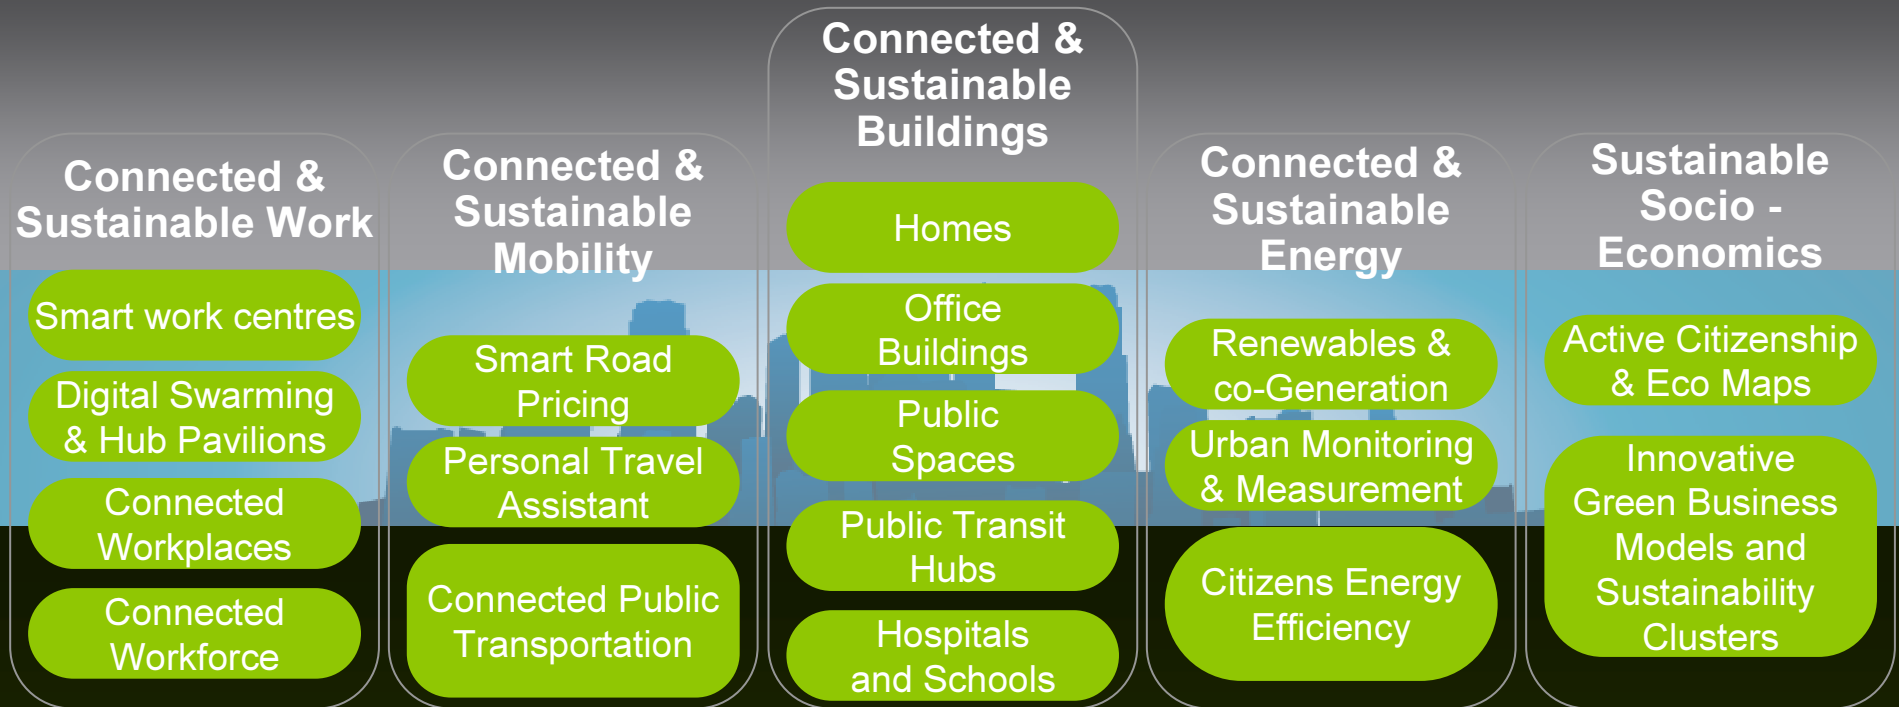 Connected &
Sustainable Work
Smart work centres
Digital Swarming
& Hub Pavilions
Connected
Workplaces
Connected
Workforce
Connected &
Sustainable
Mobility
Smart Road
Pricing
Personal Travel
Assistant
Connected Public
Transportation
Connected &
Sustainable
Buildings
Homes
Office
Buildings
Public
Spaces
Public Transit
Hubs
Hospitals
and Schools
Connected &
Sustainable
Energy
Renewables &
co-Generation
Urban Monitoring
& Measurement
Citizens Energy
Efficiency
Sustainable
Socio -
Economics
Active Citizenship
& Eco Maps
Innovative
Green Business
Models and
Sustainability
Clusters